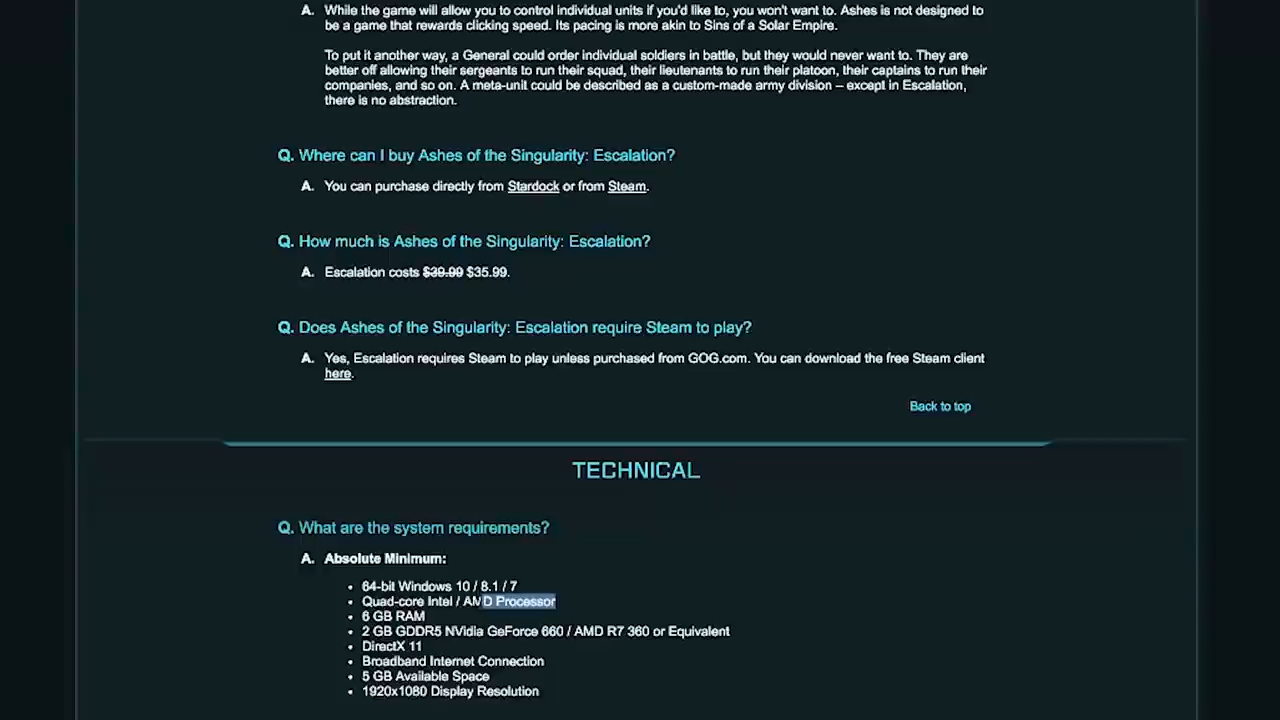 A. While the game will allow you to control individual units if you'd like to, you won't want to. Ashes is not designed to
be a game that rewards clicking speed. Its pacing is more akin to Sins of a Solar Empire.
To put it another way, a General could order individual soldiers in battle, but they would never want to. They are
better off allowing their sergeants to run their squad, their lieutenants to run their platoon, their captains to run their
companies, and so on. A meta-unit could be described as a custom-made army division – except in Escalation,
there is no abstraction.
Q. Where can I buy Ashes of the Singularity: Escalation?
A. You can purchase directly from Stardock or from Steam.
Q. How much is Ashes of the Singularity: Escalation?
A. Escalation costs $39.99 $35.99.
Q. Does Ashes of the Singularity: Escalation require Steam to play?
A. Yes, Escalation requires Steam to play unless purchased from GOG.com. You can download the free Steam client
here.
Back to top
TECHNICAL
Q. What are the system requirements?
A. Absolute Minimum:
• 64-bit Windows 10 / 8.1 / 7
• Quad-core Intel / AMD Processor
• 6 GB RAM
• 2 GB GDDR5 NVidia GeForce 660 / AMD R7 360 or Equivalent
• DirectX 11
• Broadband Internet Connection
• 5 GB Available Space
• 1920x1080 Display Resolution